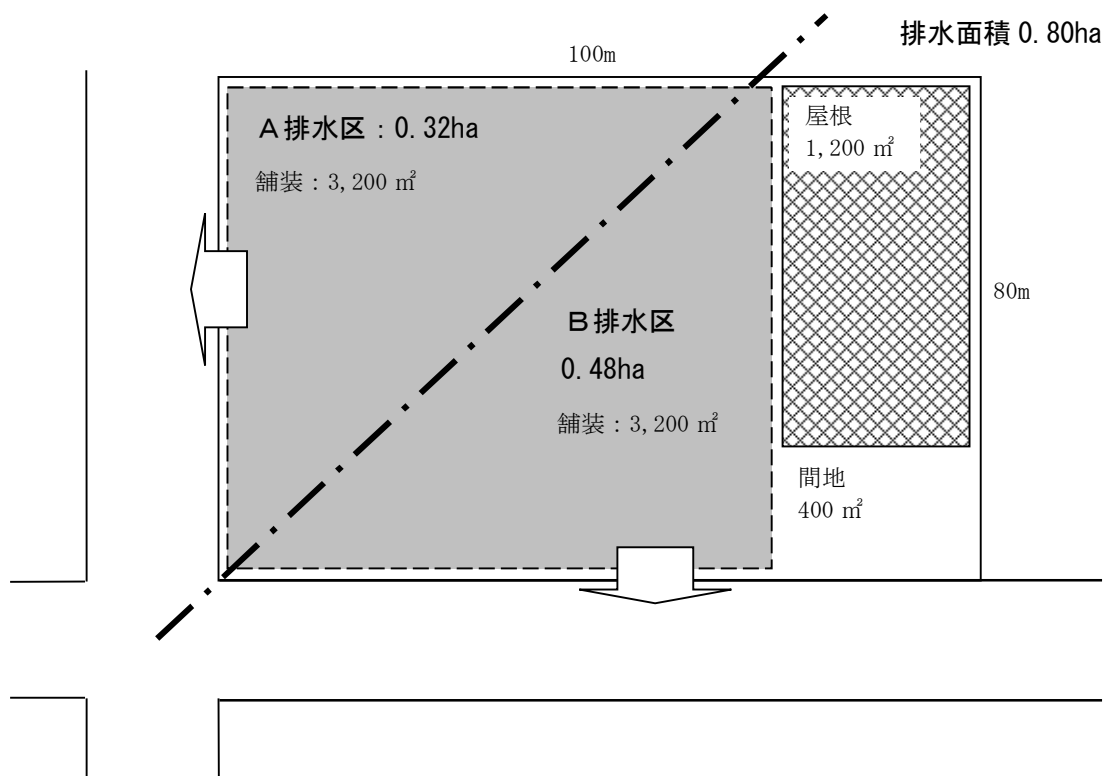 排水面積 0.80ha
100m
A排水区：0.32ha
舗装：3,200 ㎡
屋根
1,200 ㎡
80m
B排水区
0.48ha
舗装：3,200 ㎡
間地
400 ㎡